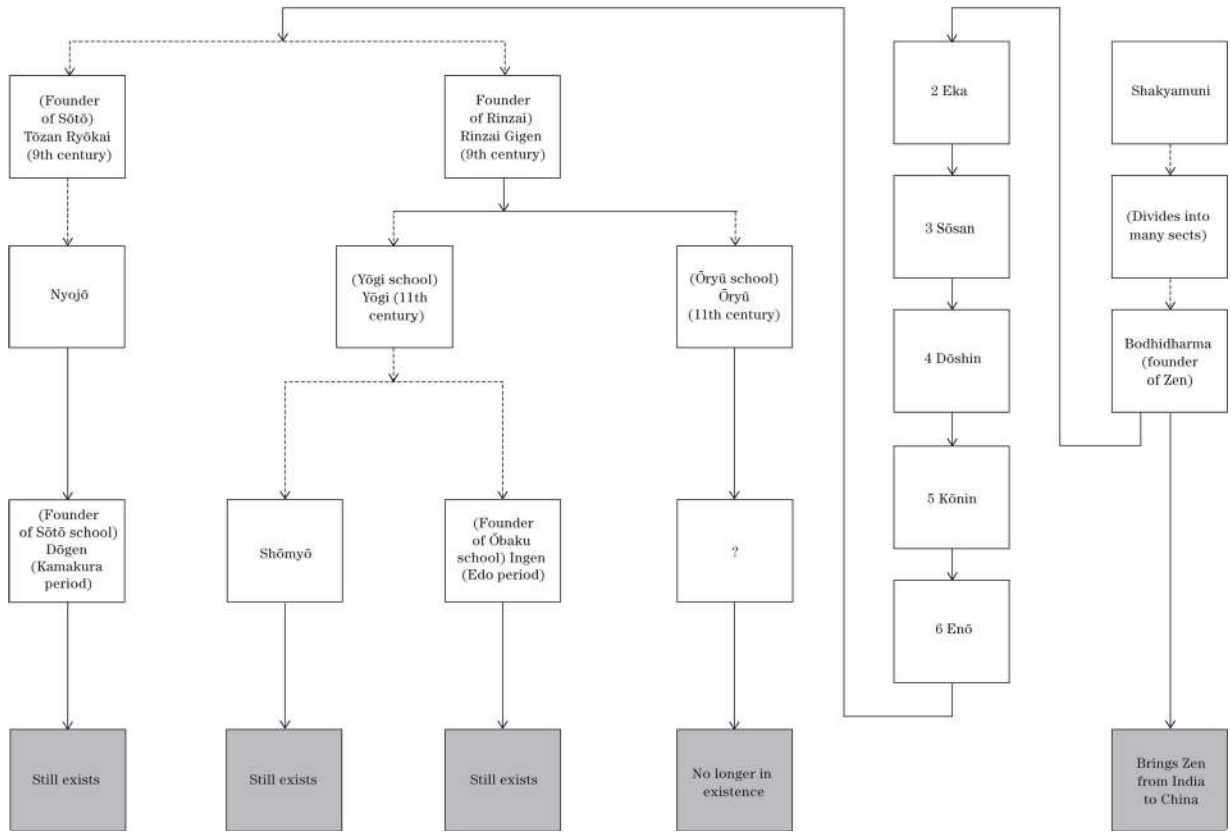 (Founder
of Sōtō)
Tōzan Ryōkai
(9th century)
Founder
of Rinzai)
Rinzai Gigen
(9th century)
2 Eka
Shakyamuni
3 Sōsan
(Divides into
many sects)
Nyojō
(Yōgi school)
Yōgi (11th
century)
(Ōryū school)
Ōryū
(11th century)
4 Dōshin
Bodhidharma
(founder
of Zen)
(Founder
of Sōtō school)
Dōgen
(Kamakura
period)
Shōmyō
(Founder
of Ōbaku
school) Ingen
(Edo period)
?
5 Kōnin
6 Enō
Still exists
Still exists
Still exists
No longer in
existence
Brings Zen
from India
to China